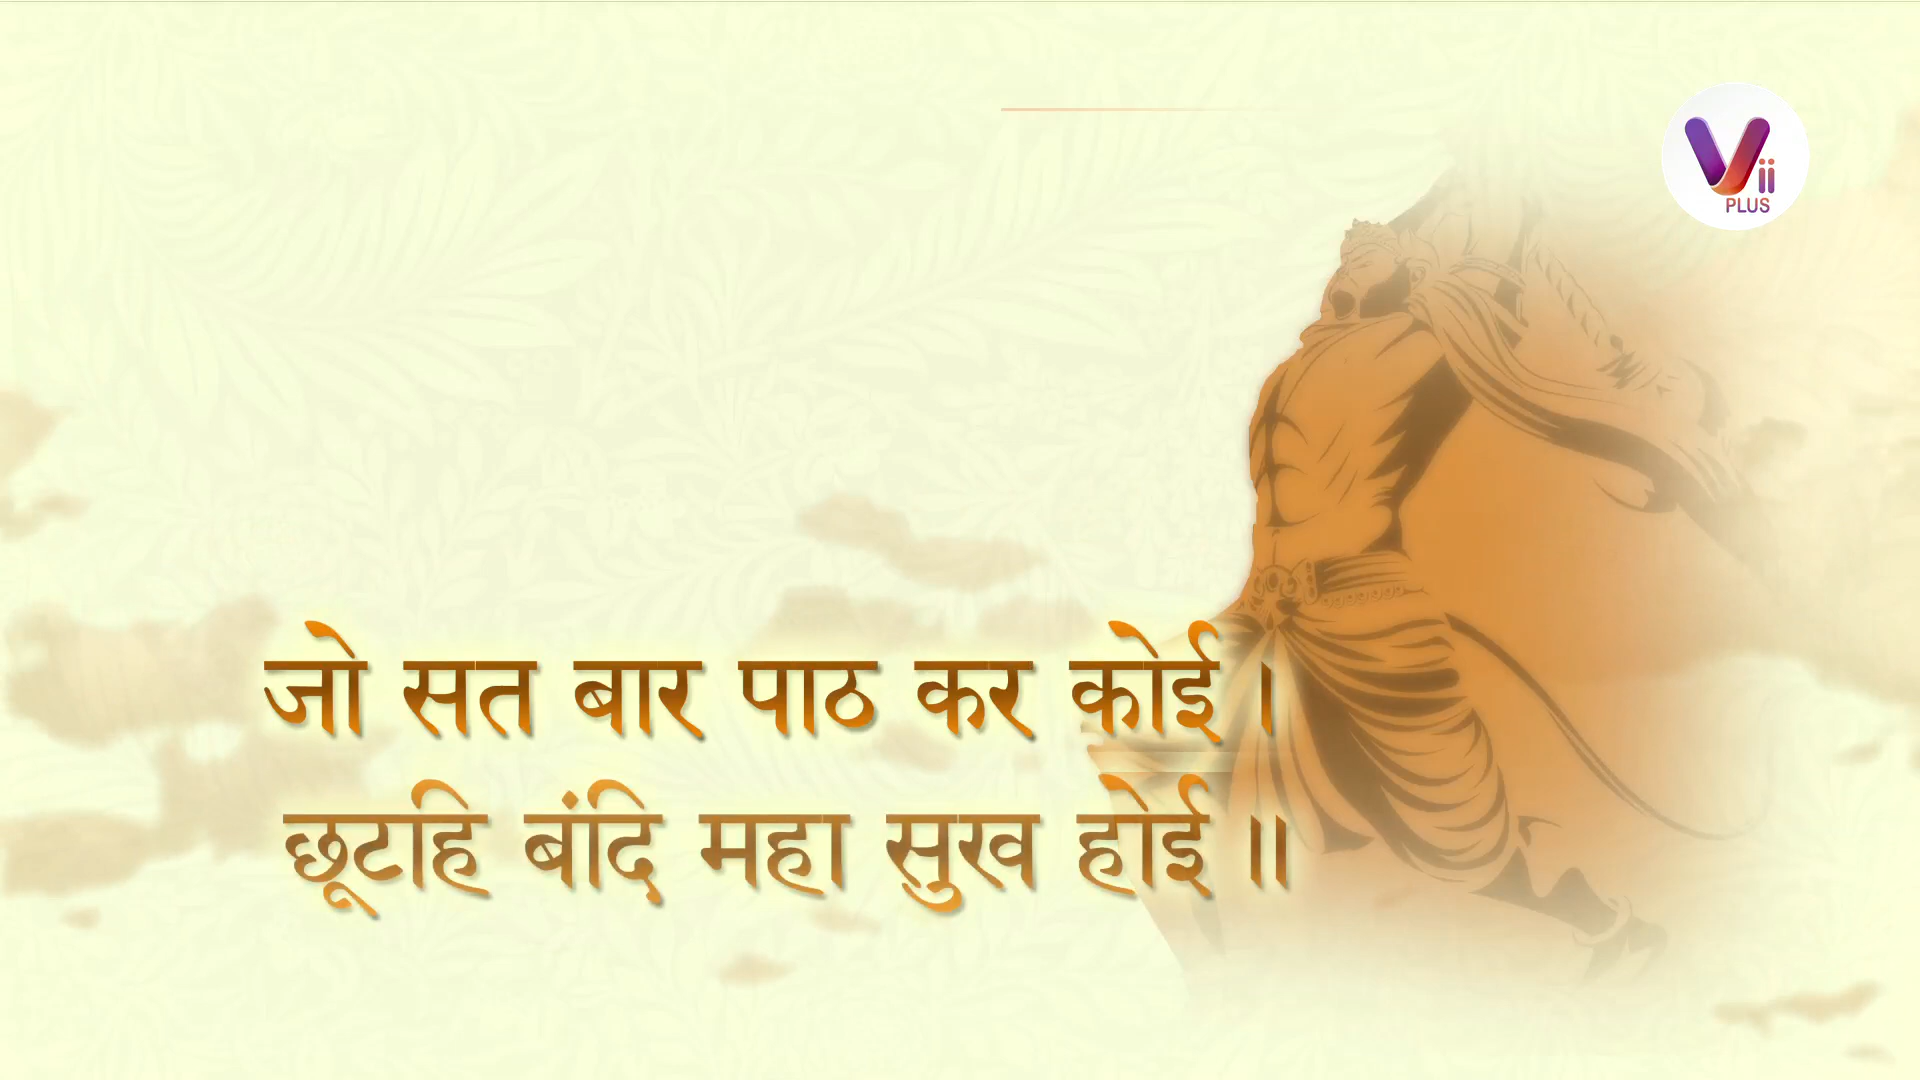 Vii
PLUS
जो सत बार पाठ कर कोई ।
छूटहि बंदि महा सुख होई ॥